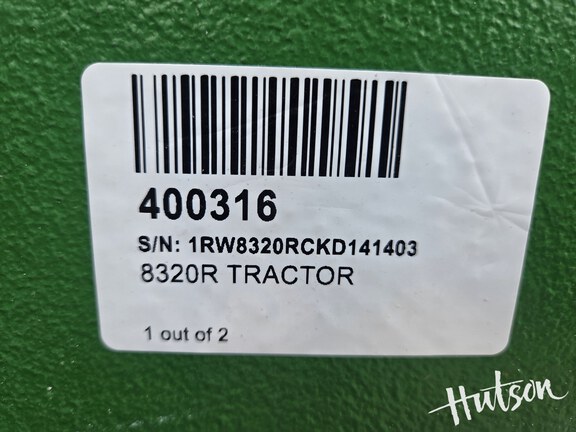 400316
S/N: 1RW8320RCKD141403
8320R TRACTOR
1 out of 2
Hutson